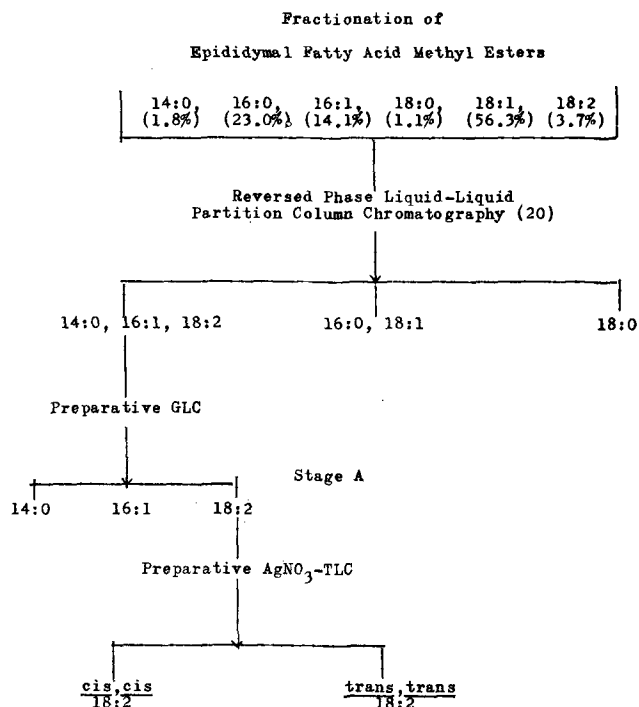 Fractionation of
Epididymal Fatty Acid Methyl Esters
14:0, 16:0, 16:1, 18:0, 18:1, 18:2
(1.8%) (23.0%) (14.1%) (1.1%) (56.3%) (3.7%)
Reversed Phase Liquid-Liquid
Partition Column Chromatography (20)
14:0, 16:1, 18:2 16:0, 18:1 18:0
Preparative GLC
Stage A
14:0 16:1 18:2
Preparative AgNO3-TLC
cis,cis trans,trans
18:2 18:2